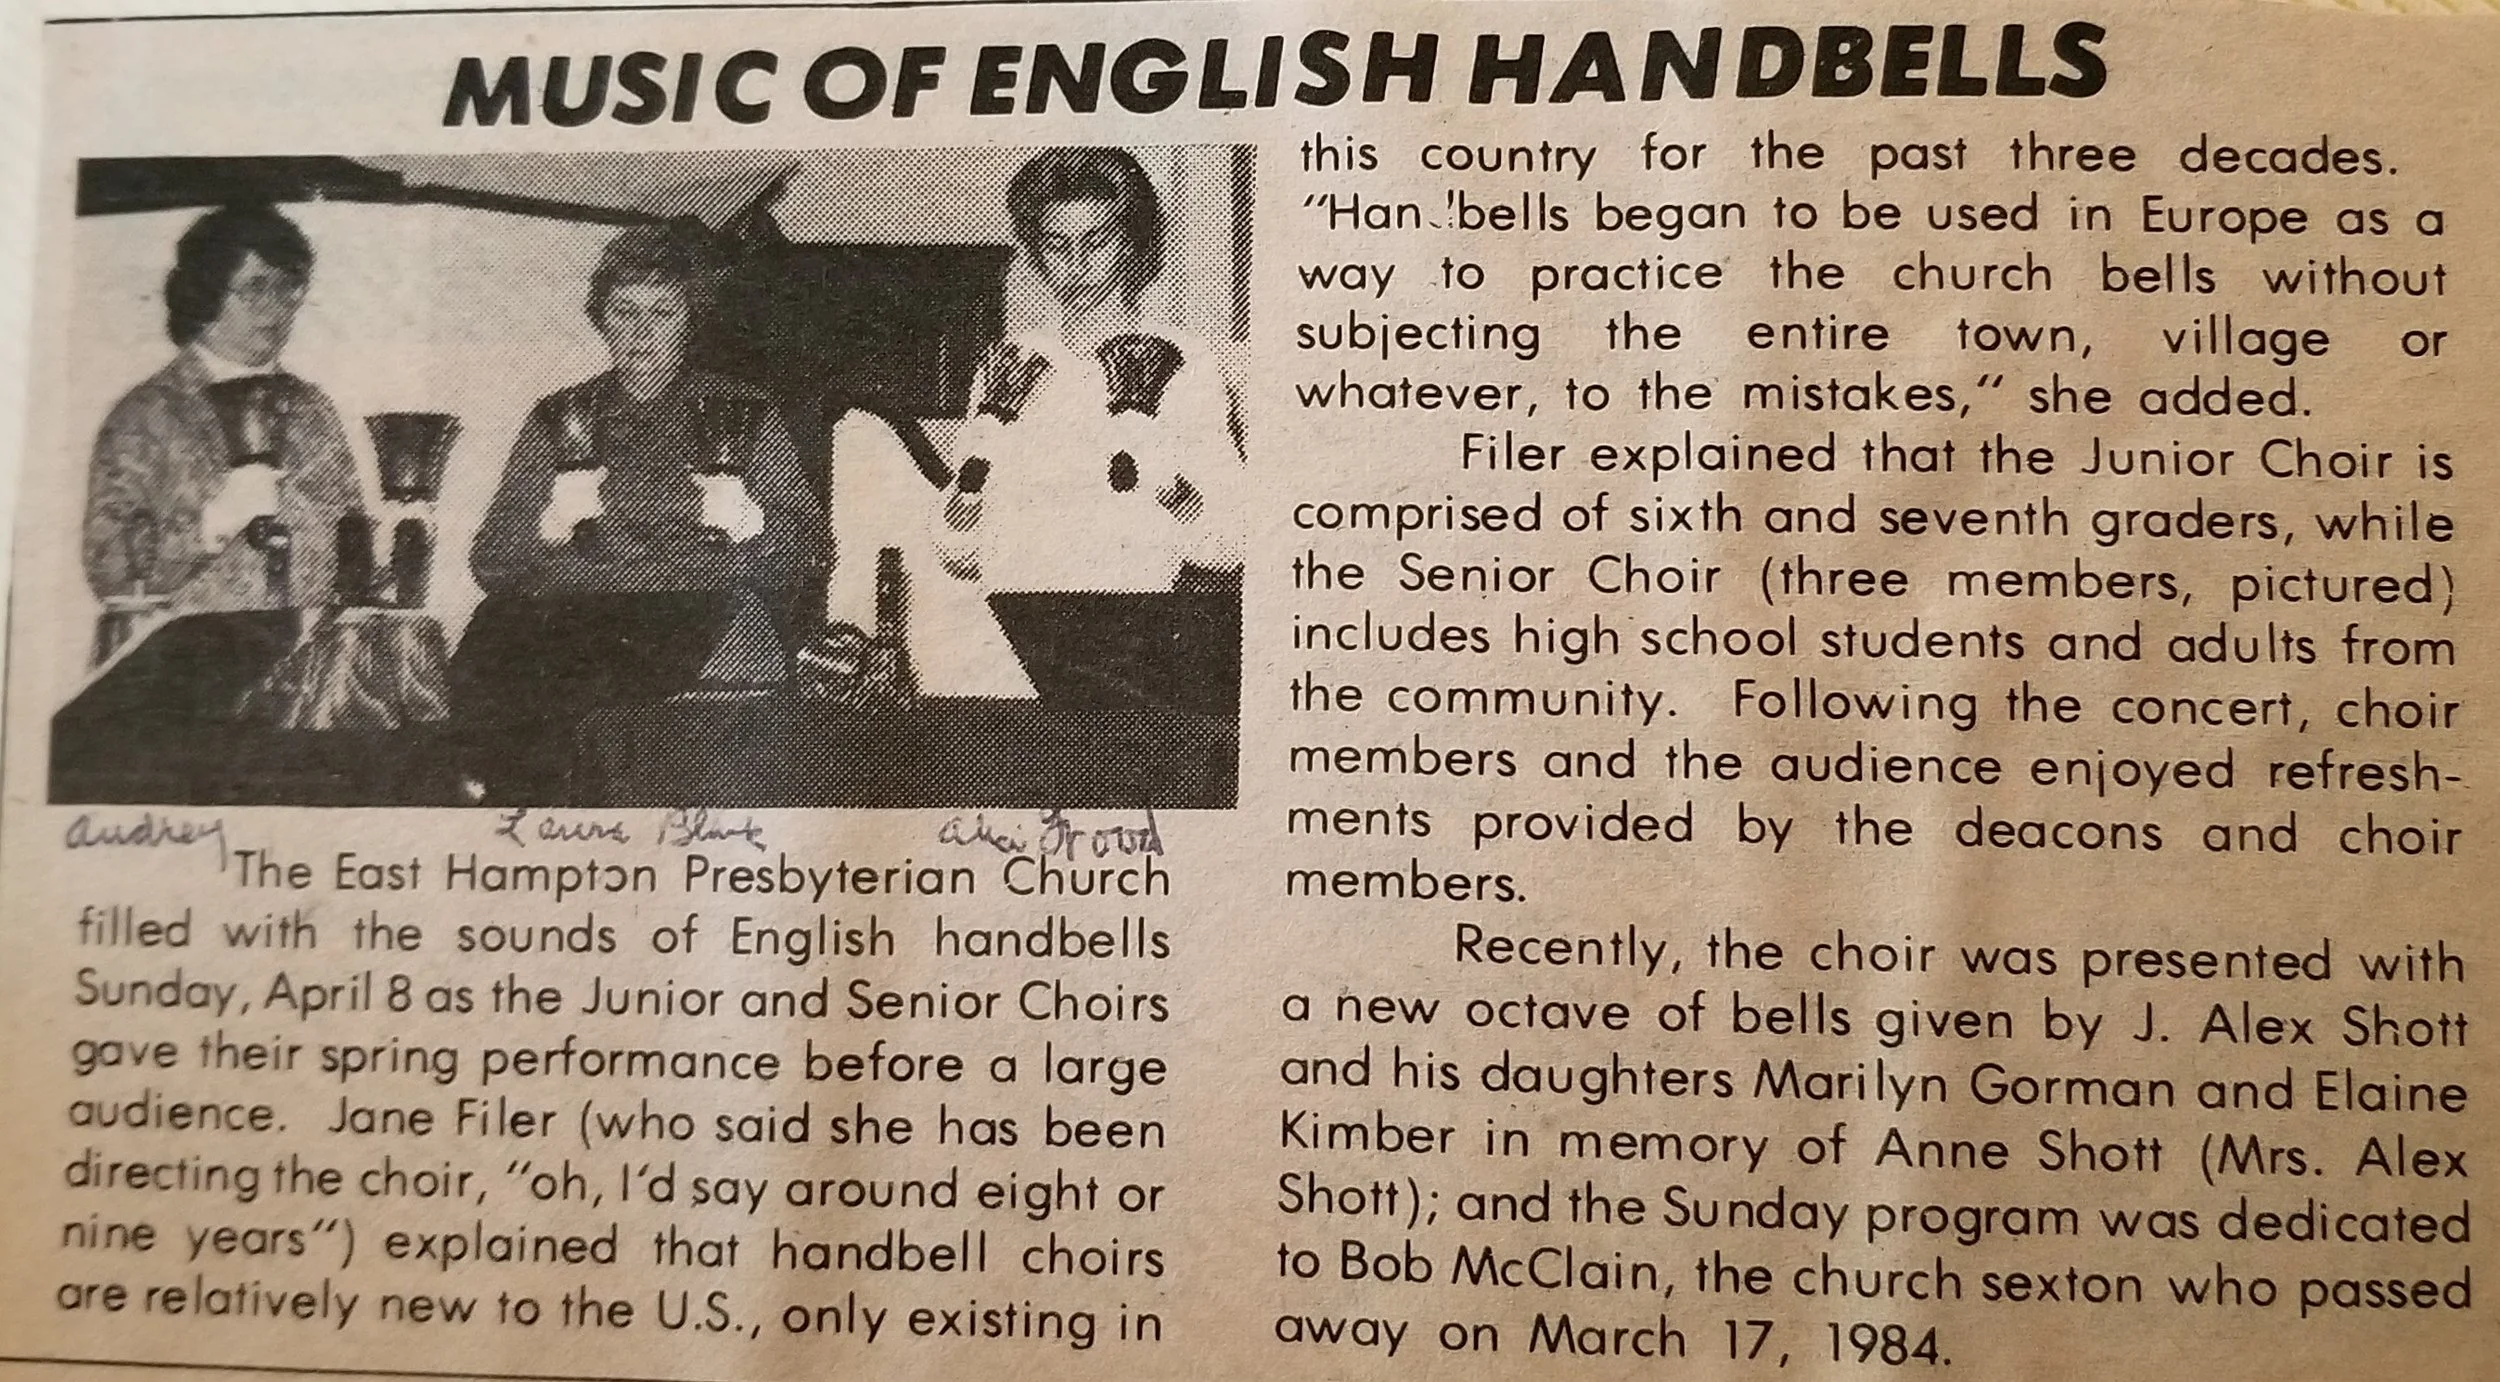 MUSIC OF ENGLISH HANDBELLS
Audrey
The East Hampton Presbyterian Church
filled with the sounds of English handbells
Sunday, April 8 as the Junior and Senior Choirs
gave their spring performance before a large
audience. Jane Filer (who said she has been
directing the choir, "oh, I'd say around eight or
nine years") explained that handbell choirs
are relatively new to the U.S., only existing in
this country for the past three decades.
"Handbells began to be used in Europe as a
way to practice the church bells without
subjecting the entire town, village or
whatever, to the mistakes," she added.
Filer explained that the Junior Choir is
comprised of sixth and seventh graders, while
the Senior Choir (three members, pictured)
includes high school students and adults from
the community. Following the concert, choir
members and the audience enjoyed refresh-
ments provided by the deacons and choir
members.
Recently, the choir was presented with
a new octave of bells given by J. Alex Shott
and his daughters Marilyn Gorman and Elaine
Kimber in memory of Anne Shott (Mrs. Alex
Shott); and the Sunday program was dedicated
to Bob McClain, the church sexton who passed
away on March 17, 1984.